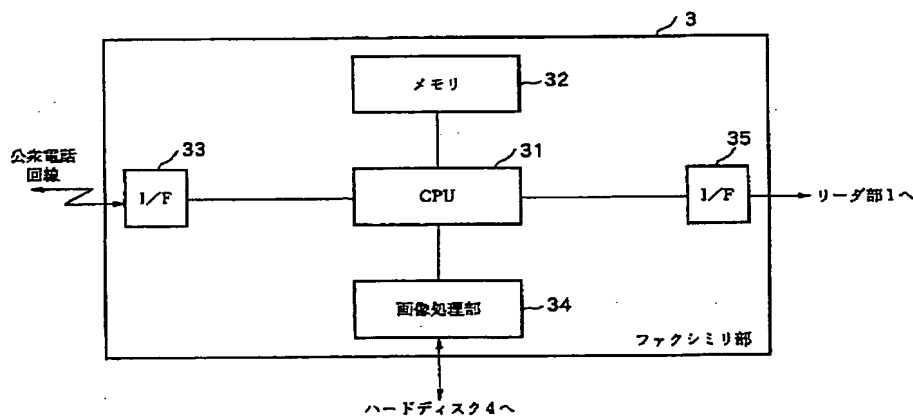 3
メモリ
32
公衆電話
回線
33
I/F
31
CPU
35
I/F
リーダ部1へ
画像処理部
34
ファクシミリ部
ハードディスク4へ